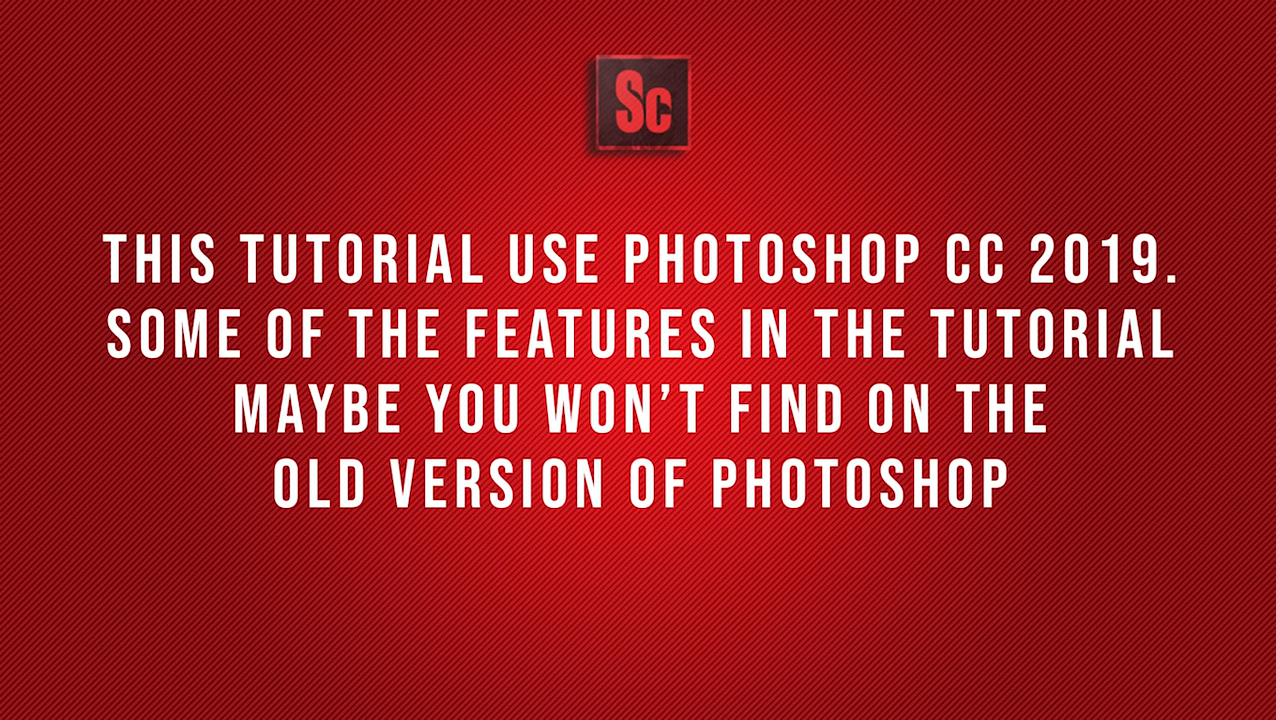 Sc
THIS TUTORIAL USE PHOTOSHOP CC 2019.
SOME OF THE FEATURES IN THE TUTORIAL
MAYBE YOU WON’T FIND ON THE
OLD VERSION OF PHOTOSHOP